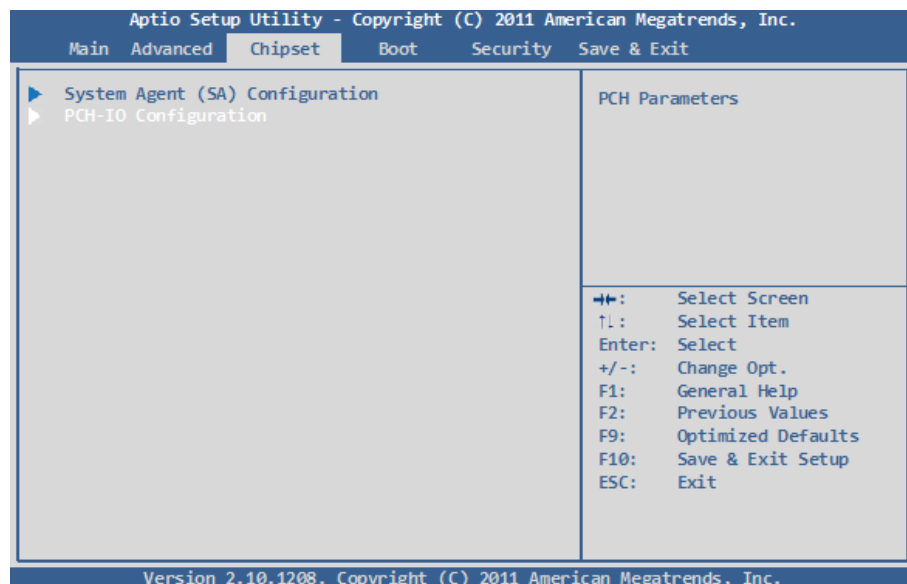 Aptio Setup Utility - Copyright (C) 2011 American Megatrends, Inc.
Main Advanced Chipset Boot Security Save & Exit
System Agent (SA) Configuration
PCH-IO Configuration
PCH Parameters
→←: Select Screen
↑↓: Select Item
Enter: Select
+/-: Change Opt.
F1: General Help
F2: Previous Values
F9: Optimized Defaults
F10: Save & Exit Setup
ESC: Exit
Version 2.10.1208. Copyright (C) 2011 American Megatrends, Inc.